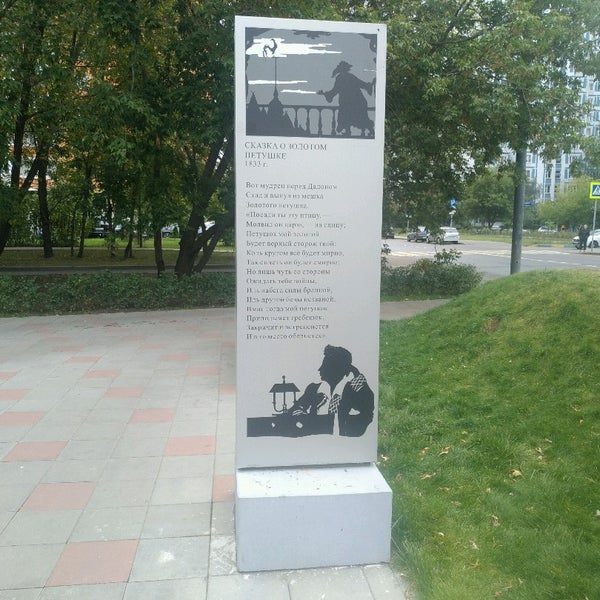 СКАЗКА О ЗОЛОТОМ
ПЕТУШКЕ
1833 г.
Вот мудрец перед Дадоном
Стал и вынул из мешка
Золотого петушка.
«Посади ты эту птицу, —
Молвил он царю, — на спицу;
Петушок мой золотой
Будет верный сторож твой:
Коль кругом всё будет мирно,
Так сидеть он будет смирно;
Но лишь чуть со стороны
Ожидать тебе войны,
Иль набега силы бранной,
Иль другой беды незваной,
Вмиг тогда мой петушок
Приподымет гребешок,
Закричит и встрепенется
И в то место обернется».